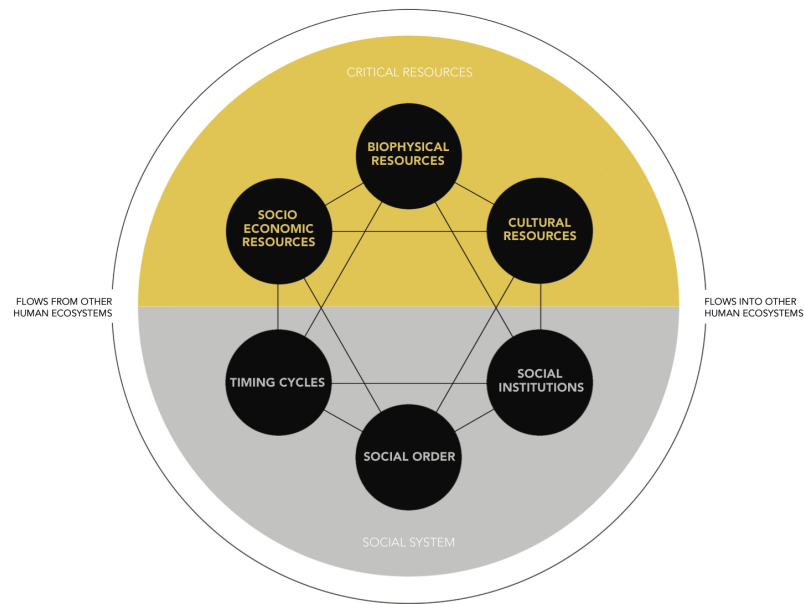 CRITICAL RESOURCES
BIOPHYSICAL
RESOURCES
SOCIO
ECONOMIC
RESOURCES
CULTURAL
RESOURCES
FLOWS FROM OTHER
HUMAN ECOSYSTEMS
FLOWS INTO OTHER
HUMAN ECOSYSTEMS
TIMING CYCLES
SOCIAL
INSTITUTIONS
SOCIAL ORDER
SOCIAL SYSTEM